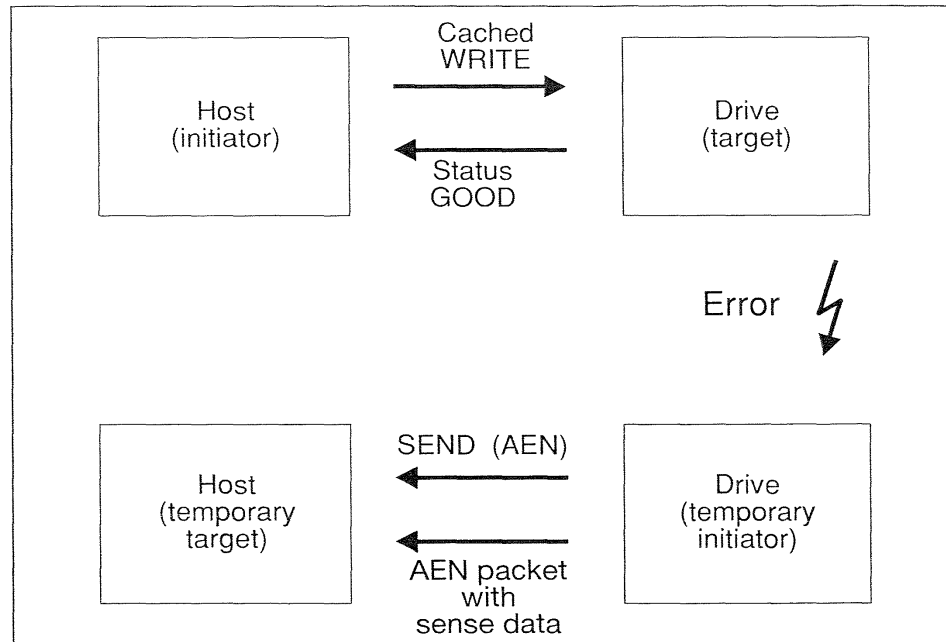 Cached
WRITE
Host
(initiator)
Drive
(target)
Status
GOOD
Error
SEND (AEN)
Host
(temporary
target)
Drive
(temporary
initiator)
AEN packet
with
sense data